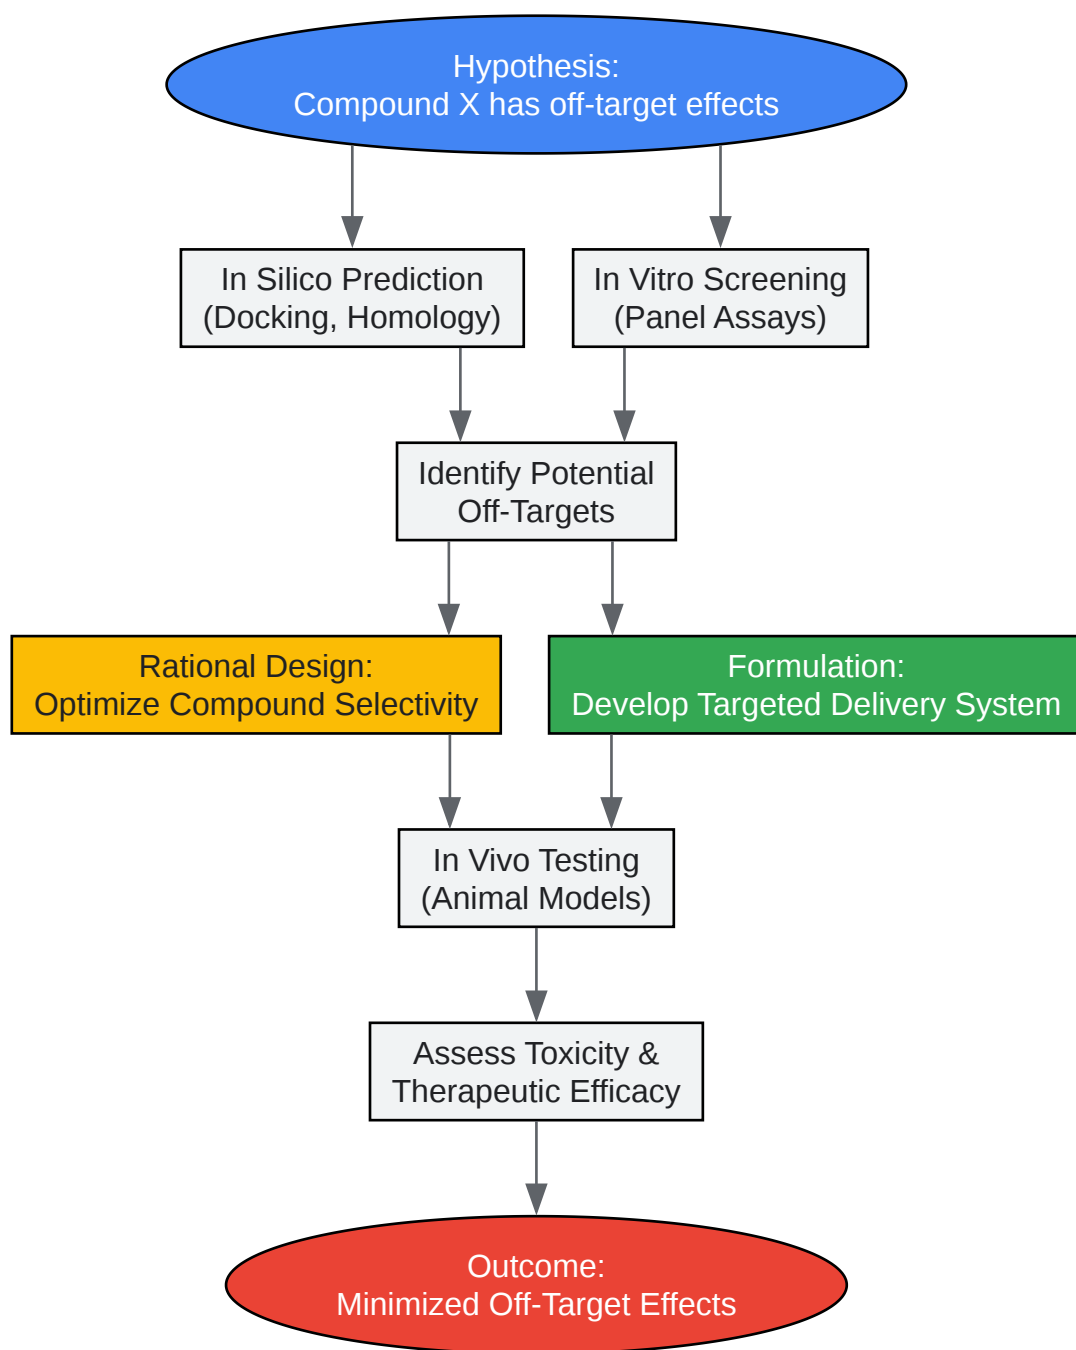 Hypothesis:
Compound X has off-target effects
In Silico Prediction
(Docking, Homology)
In Vitro Screening
(Panel Assays)
Identify Potential
Off-Targets
Rational Design:
Optimize Compound Selectivity
Formulation:
Develop Targeted Delivery System
In Vivo Testing
(Animal Models)
Assess Toxicity &
Therapeutic Efficacy
Outcome:
Minimized Off-Target Effects